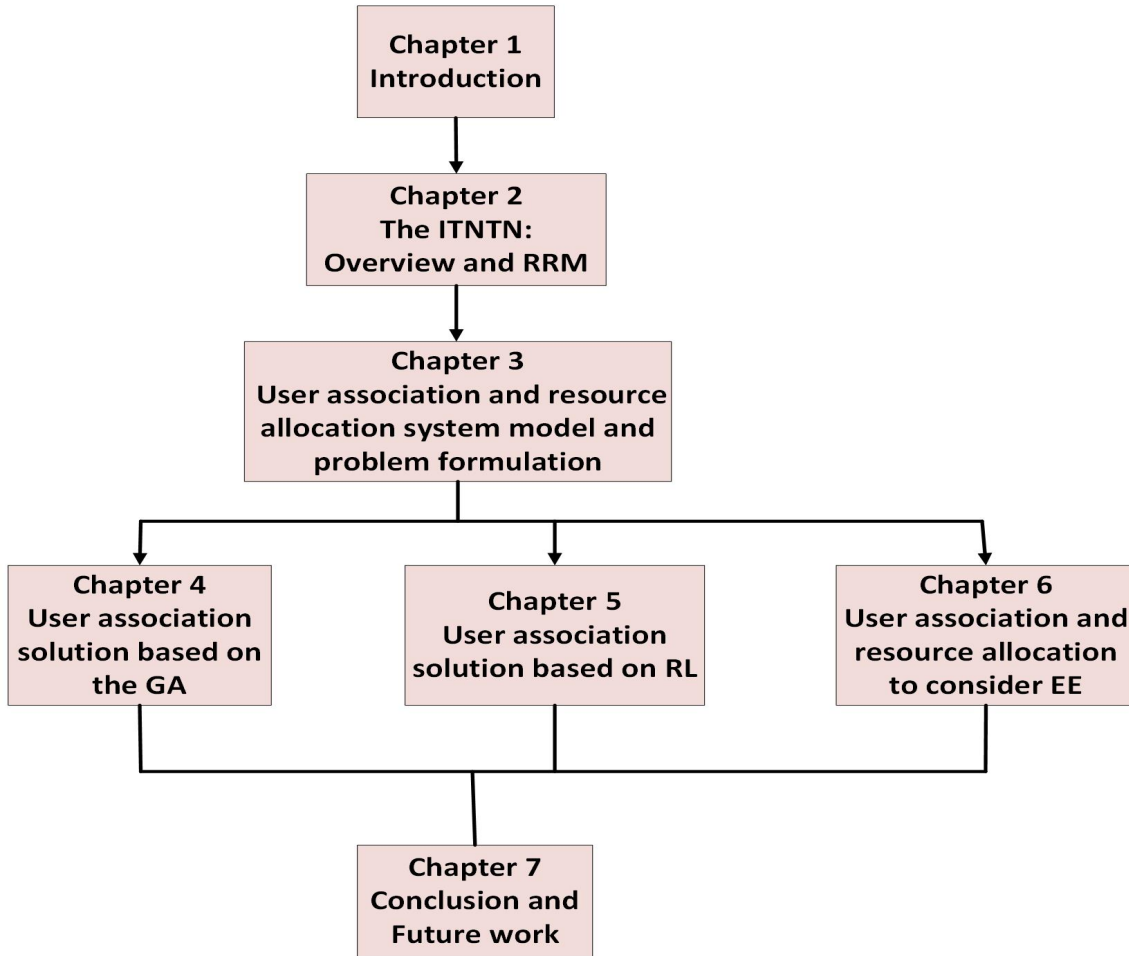 Chapter 1
Introduction
Chapter 2
The ITNTN:
Overview and RRM
Chapter 3
User association and resource
allocation system model and
problem formulation
Chapter 4
User association
solution based on
the GA
Chapter 5
User association
solution based on RL
Chapter 6
User association and
resource allocation
to consider EE
Chapter 7
Conclusion and
Future work